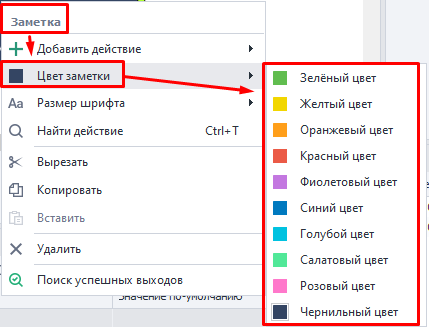 Заметка
Добавить действие
Цвет заметки
Aa Размер шрифта
Найти действие Ctrl+T
Вырезать
Копировать
Вставить
Удалить
Поиск успешных выходов
Значение по-умолчанию
Зелёный цвет
Желтый цвет
Оранжевый цвет
Красный цвет
Фиолетовый цвет
Синий цвет
Голубой цвет
Салатовый цвет
Розовый цвет
Чернильный цвет